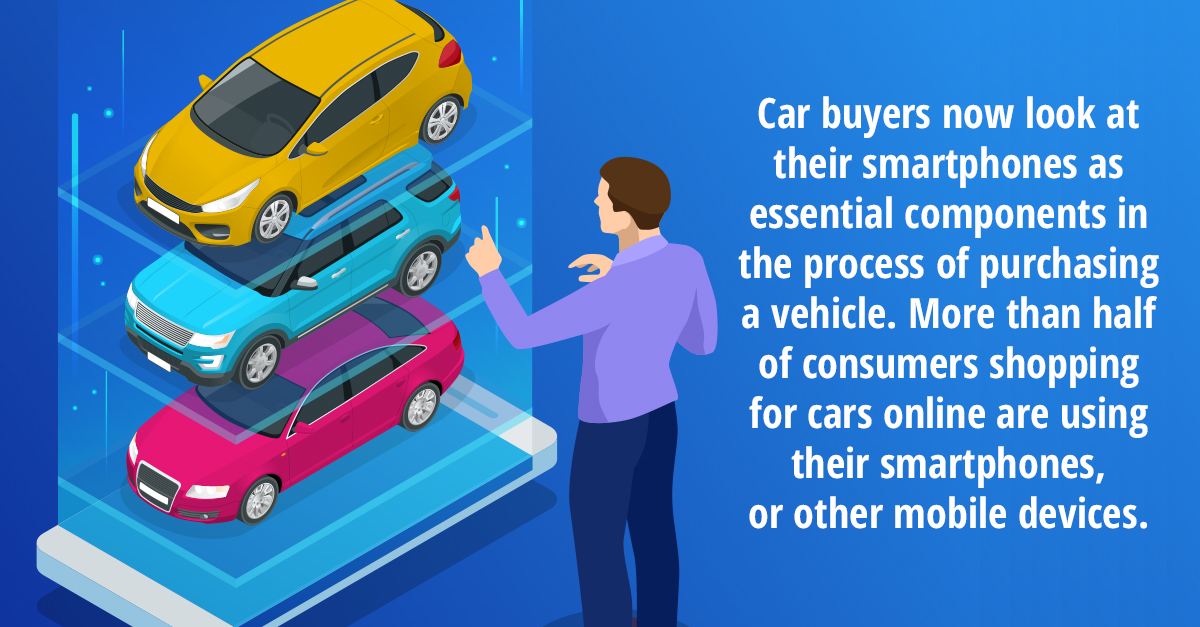 Car buyers now look at
their smartphones as
essential components in
the process of purchasing
a vehicle. More than half
of consumers shopping
for cars online are using
their smartphones,
or other mobile devices.